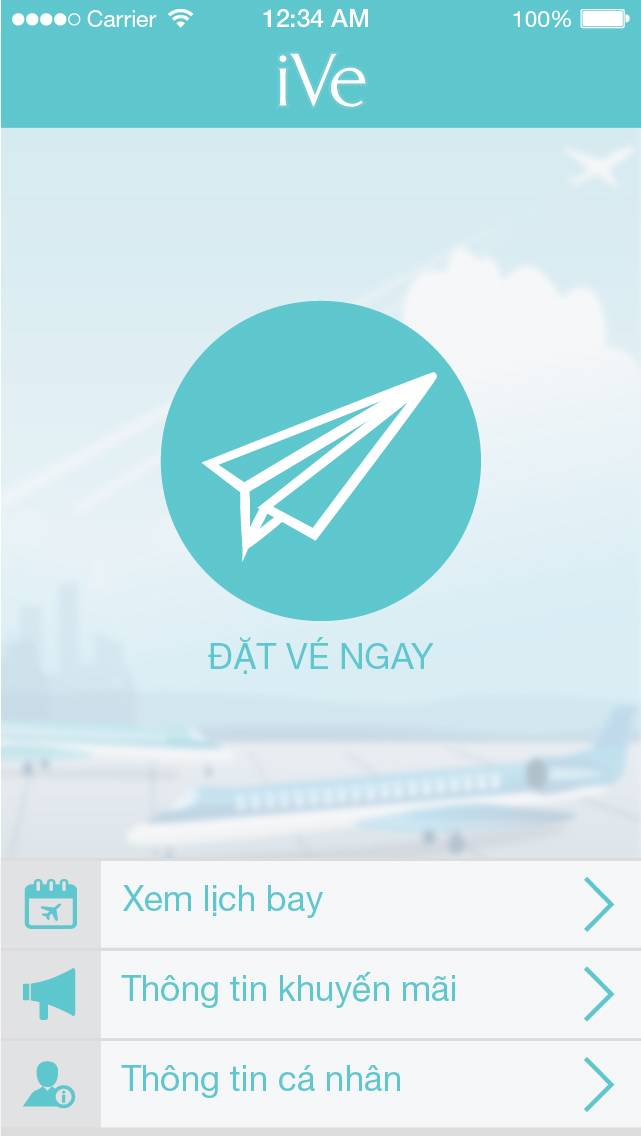 Carrier 12:34 AM 100%
iVe
ĐẶT VÉ NGAY
Xem lịch bay
Thông tin khuyến mãi
Thông tin cá nhân